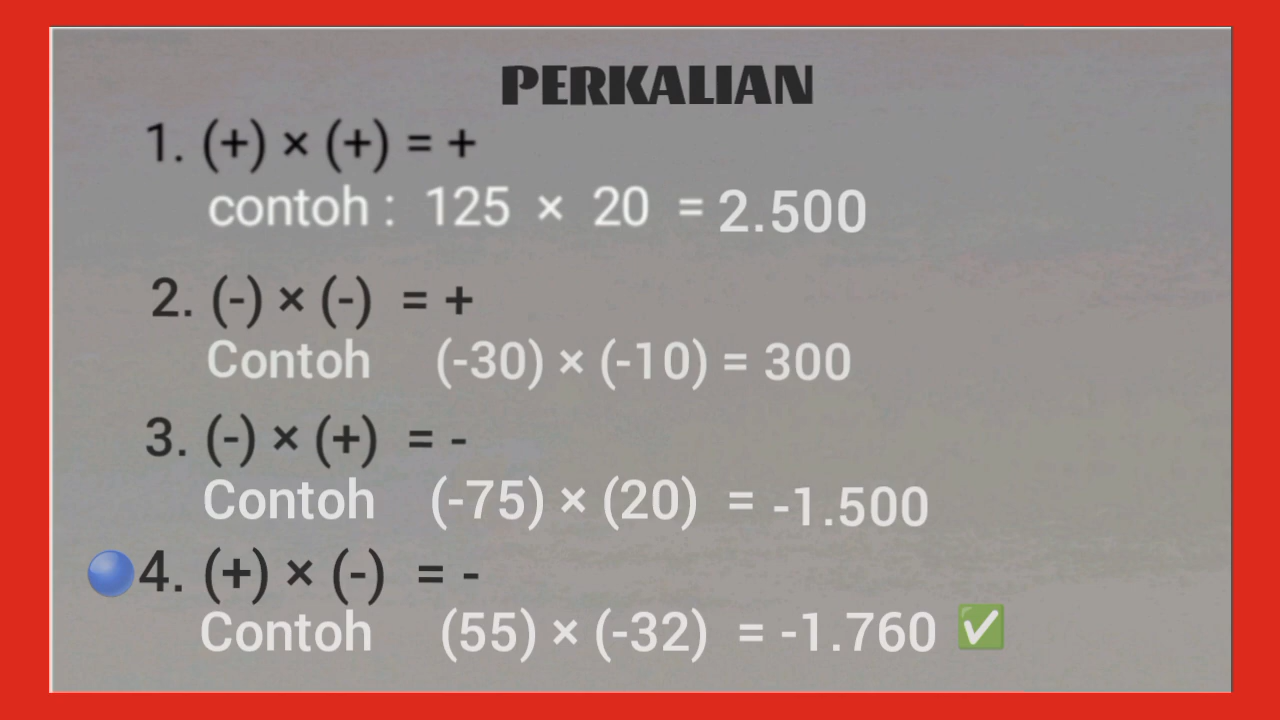 PERKALIAN
1. (+) × (+) = +
contoh : 125 × 20 = 2.500
2. (-) × (-) = +
Contoh (-30) × (-10) = 300
3. (-) × (+) = -
Contoh (-75) × (20) = -1.500
4. (+) × (-) = -
Contoh (55) × (-32) = -1.760 ✅